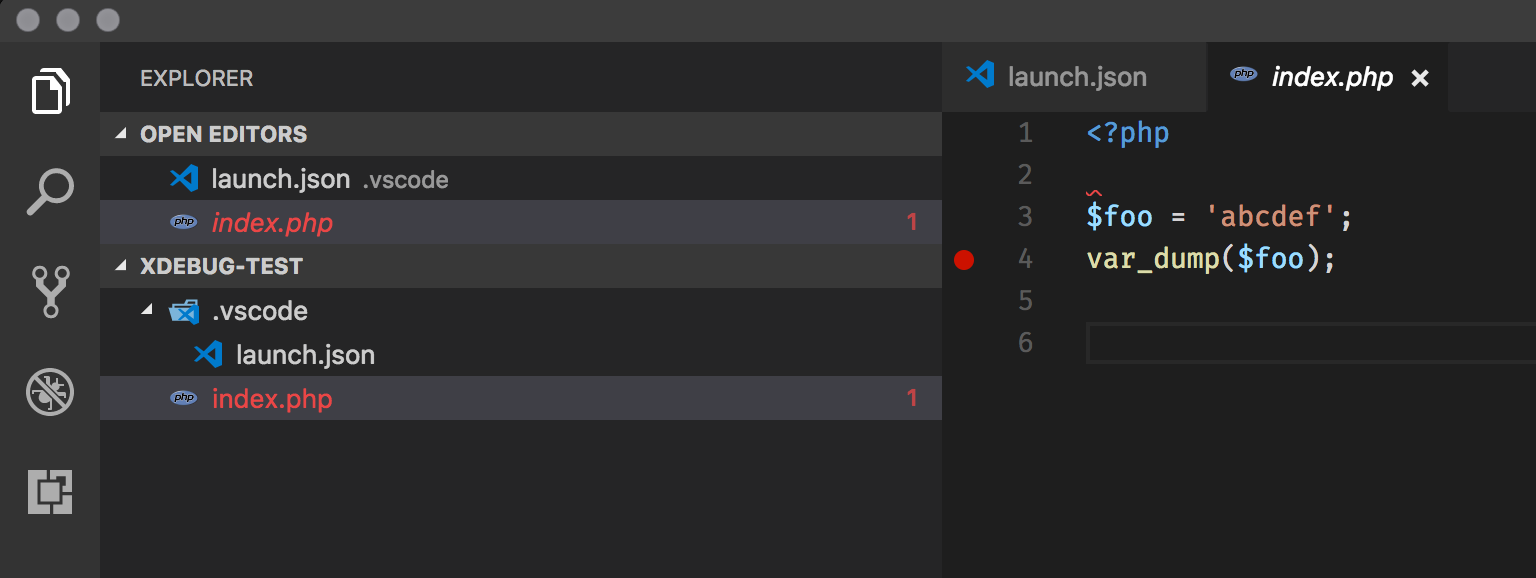 EXPLORER
OPEN EDITORS
launch.json .vscode
php index.php 1
XDEBUG-TEST
.vscode
launch.json
php index.php 1
launch.json
php index.php ×
1 <?php
2
3 $foo = 'abcdef';
4 var_dump($foo);
5
6